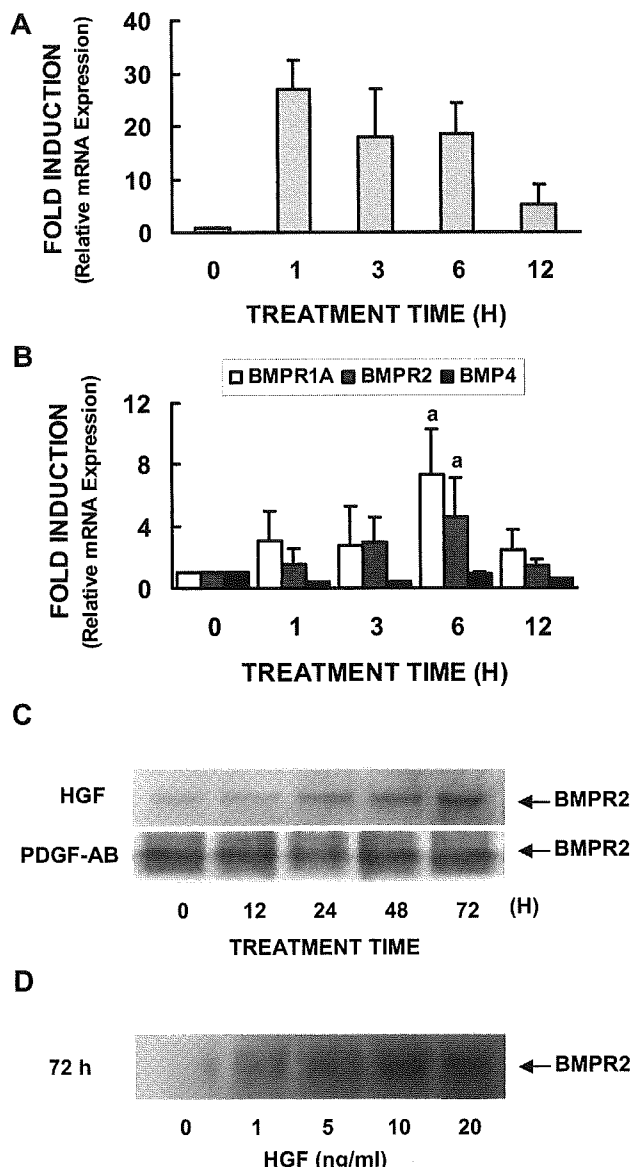 A
FOLD INDUCTION
(Relative mRNA Expression)
40
30
20
10
0
0 1 3 6 12
TREATMENT TIME (H)
B
BMPR1A BMPR2 BMP4
FOLD INDUCTION
(Relative mRNA Expression)
12
8
4
0
a
a
0 1 3 6 12
TREATMENT TIME (H)
C
HGF BMPR2
PDGF-AB BMPR2
0 12 24 48 72 (H)
TREATMENT TIME
D
72 h BMPR2
0 1 5 10 20
HGF (ng/ml)